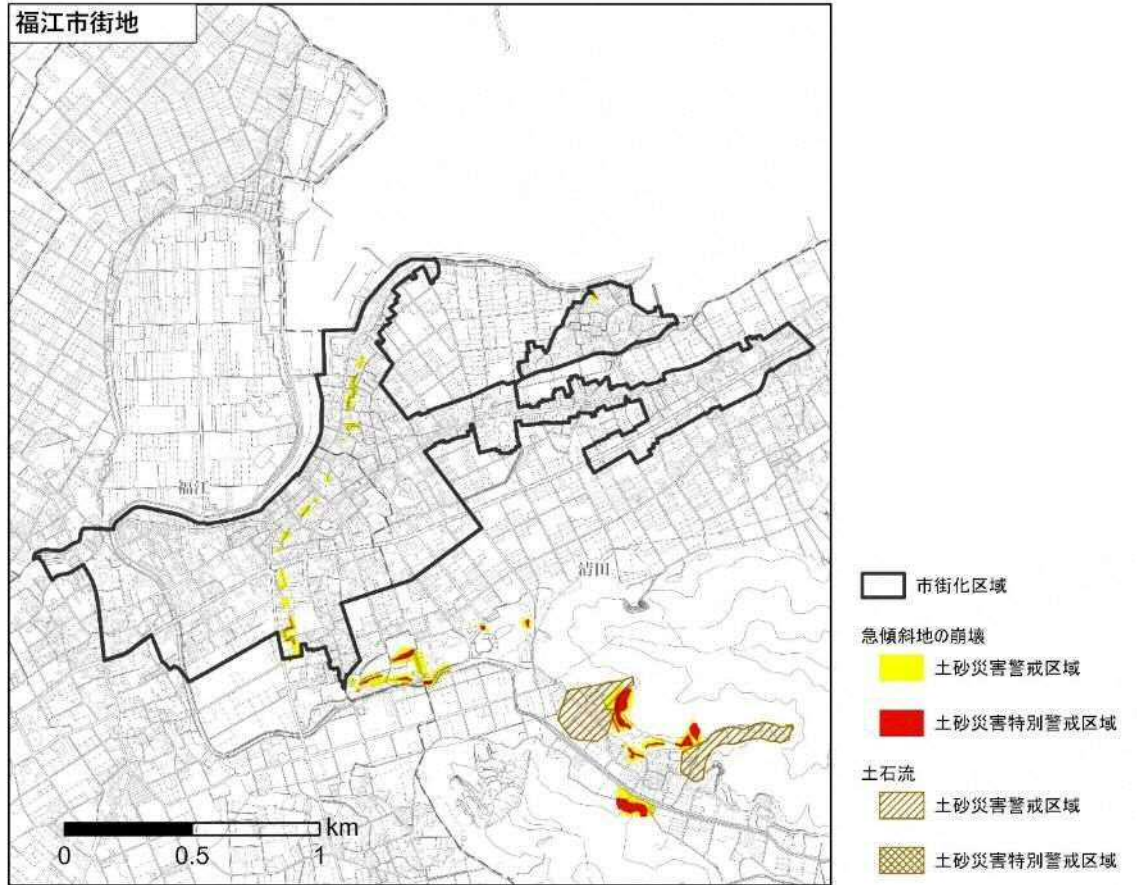 福江市街地
福江
清田
km
0
0.5
1
市街化区域
急傾斜地の崩壊
土砂災害警戒区域
土砂災害特別警戒区域
土石流
土砂災害警戒区域
土砂災害特別警戒区域